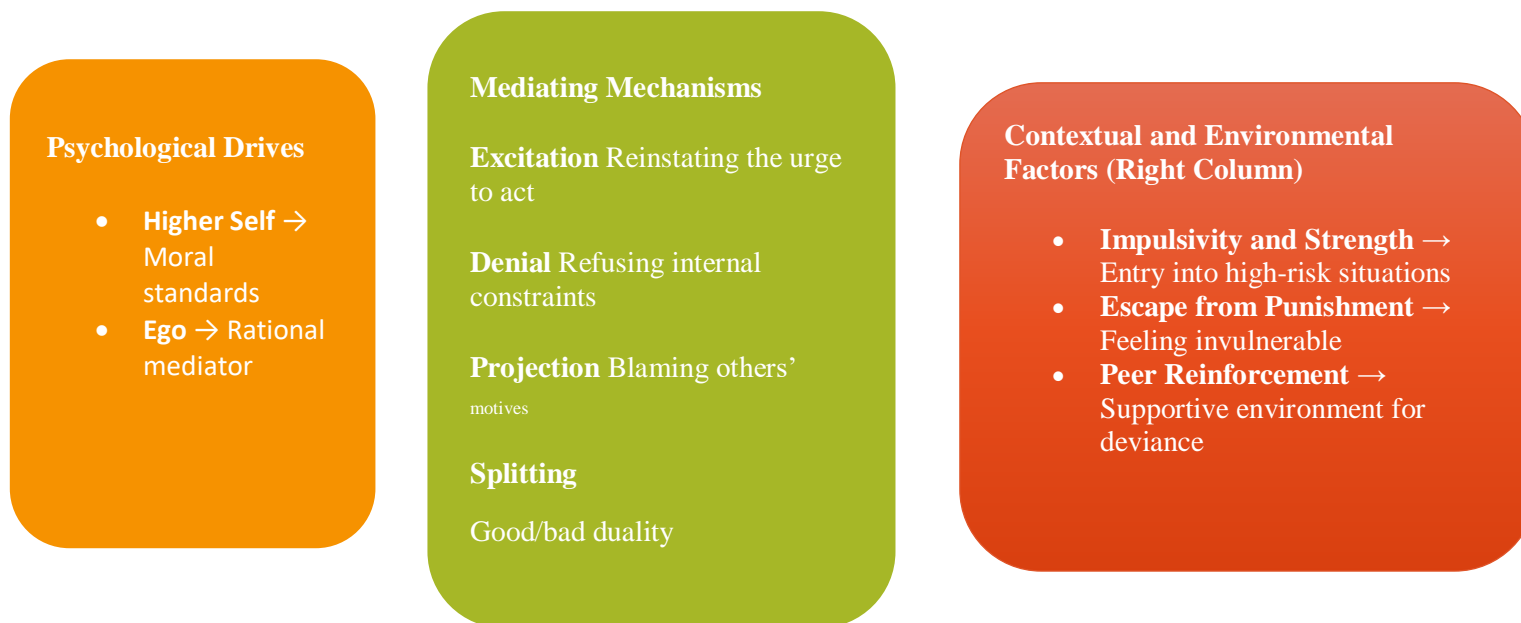 Psychological Drives
• Higher Self →
Moral
standards
• Ego → Rational
mediator
Mediating Mechanisms
Excitation Reinstating the urge
to act
Denial Refusing internal
constraints
Projection Blaming others’
motives
Splitting
Good/bad duality
Contextual and Environmental
Factors (Right Column)
• Impulsivity and Strength →
Entry into high-risk situations
• Escape from Punishment →
Feeling invulnerable
• Peer Reinforcement →
Supportive environment for
deviance